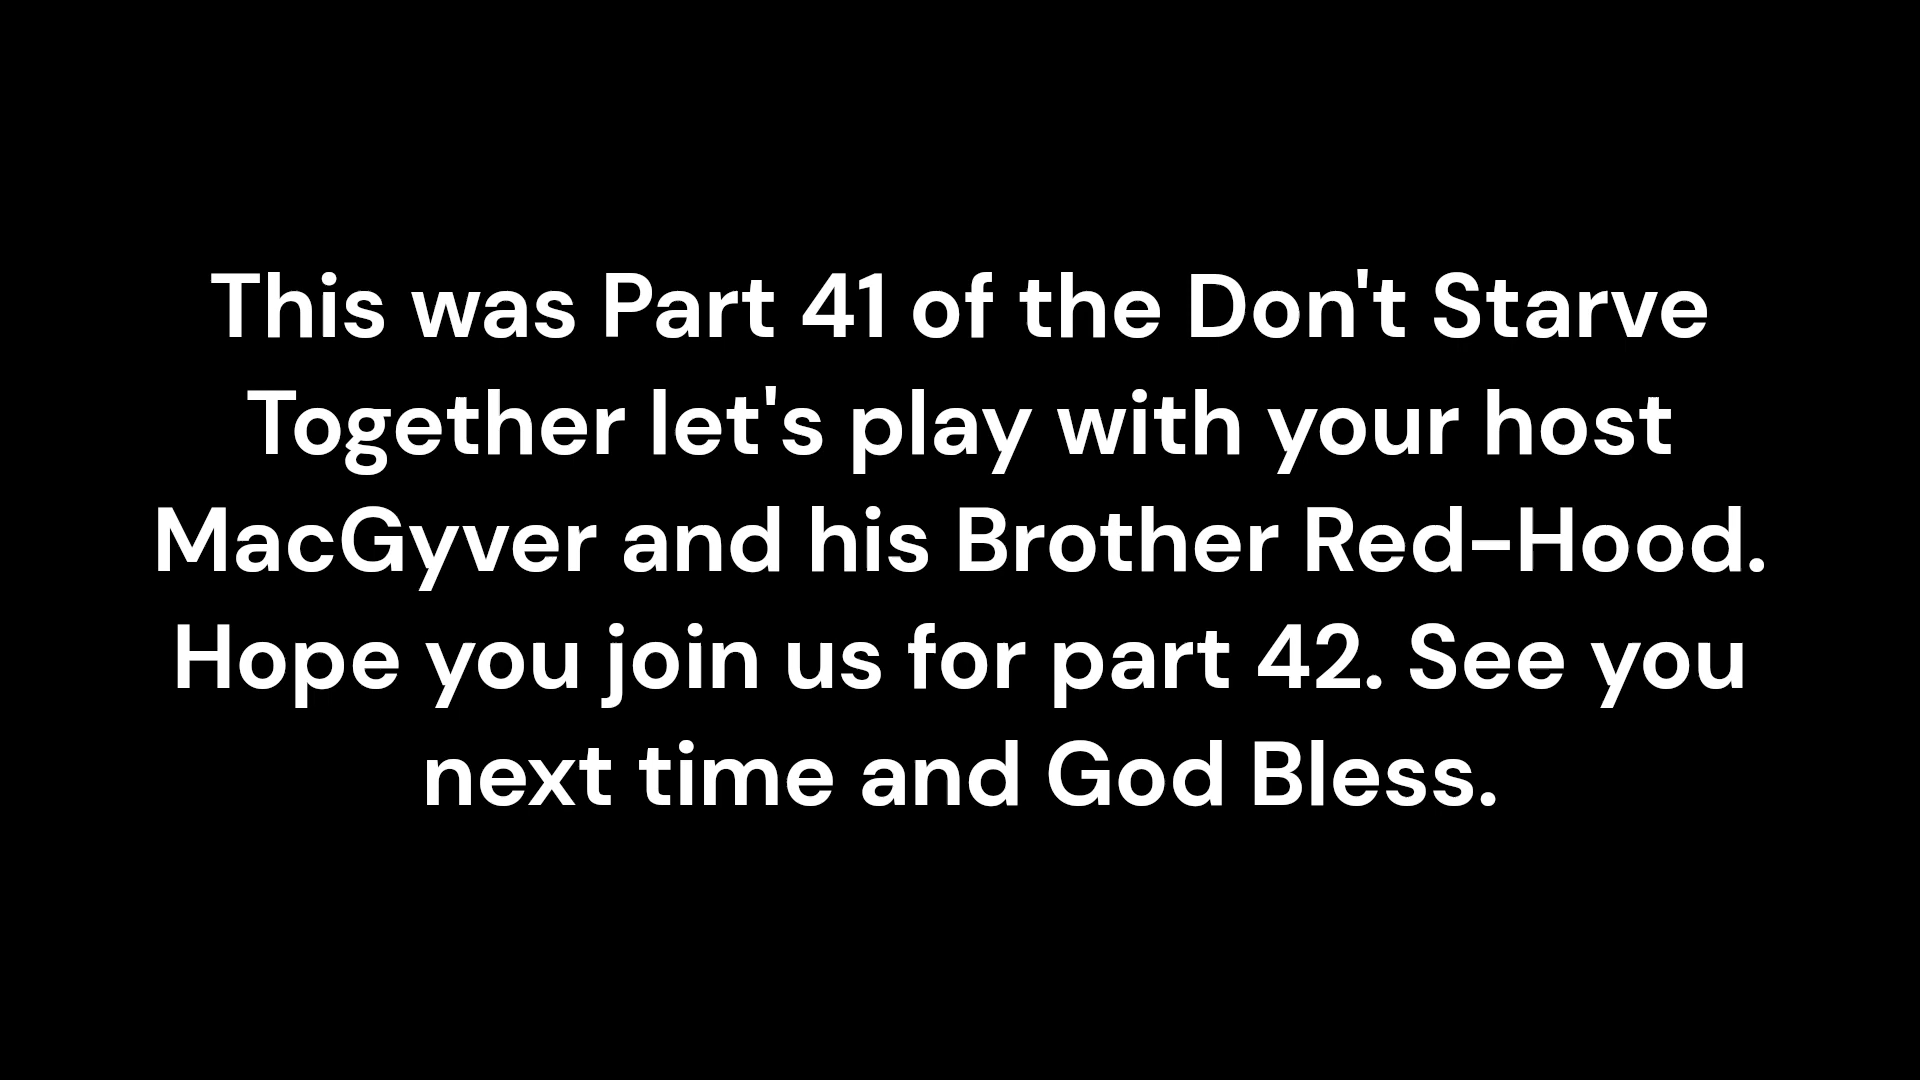 This was Part 41 of the Don't Starve
Together let's play with your host
MacGyver and his Brother Red-Hood.
Hope you join us for part 42. See you
next time and God Bless.